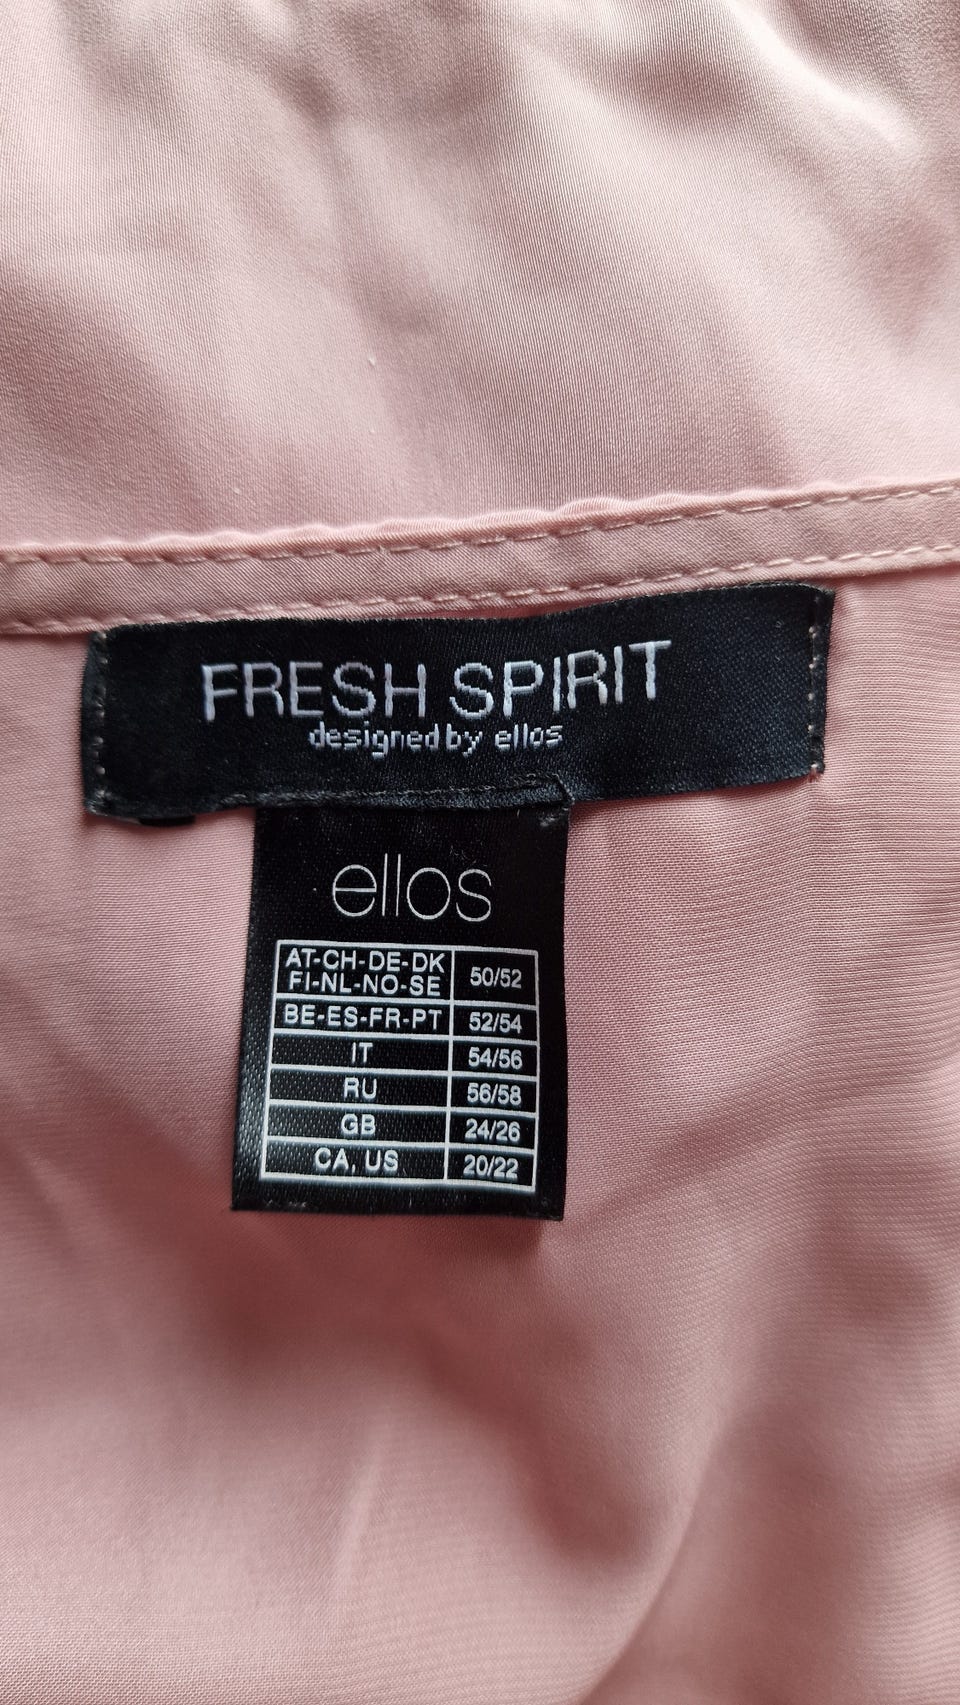 FRESH SPIRIT
designed by ellos
ellos
AT-CH-DE-DK
FI-NL-NO-SE 50/52
BE-ES-FR-PT 52/54
IT 54/56
RU 56/58
GB 24/26
CA, US 20/22